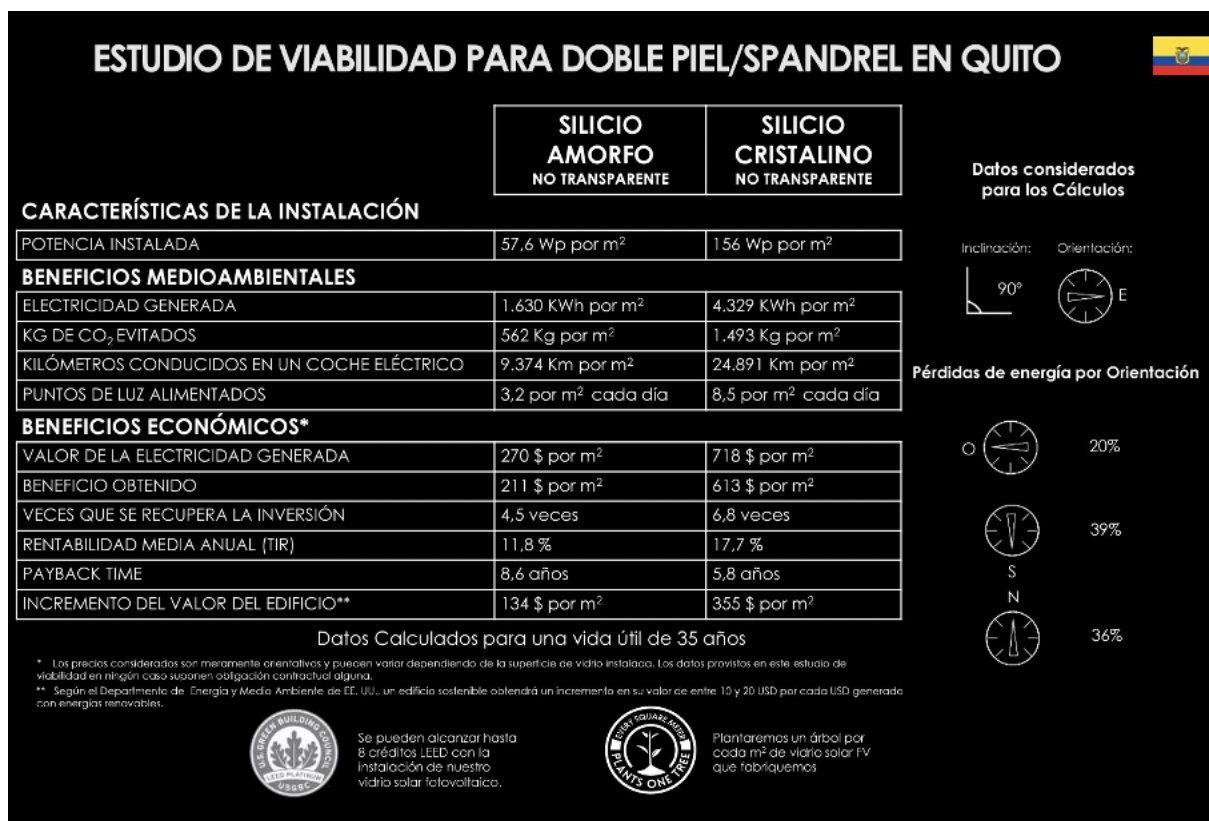 ESTUDIO DE VIABILIDAD PARA DOBLE PIEL/SPANDREL EN QUITO
SILICIO AMORFO NO TRANSPARENTE
SILICIO CRISTALINO NO TRANSPARENTE
CARACTERÍSTICAS DE LA INSTALACIÓN
POTENCIA INSTALADA 57,6 Wp por m² 156 Wp por m²
BENEFICIOS MEDIOAMBIENTALES
ELECTRICIDAD GENERADA 1.630 KWh por m² 4.329 KWh por m²
KG DE CO₂ EVITADOS 562 Kg por m² 1.493 Kg por m²
KILÓMETROS CONDUCIDOS EN UN COCHE ELÉCTRICO 9.374 Km por m² 24.891 Km por m²
PUNTOS DE LUZ ALIMENTADOS 3,2 por m² cada día 8,5 por m² cada día
BENEFICIOS ECONÓMICOS*
VALOR DE LA ELECTRICIDAD GENERADA 270 $ por m² 718 $ por m²
BENEFICIO OBTENIDO 211 $ por m² 613 $ por m²
VECES QUE SE RECUPERA LA INVERSIÓN 4,5 veces 6,8 veces
RENTABILIDAD MEDIA ANUAL (TIR) 11,8 % 17,7 %
PAYBACK TIME 8,6 años 5,8 años
INCREMENTO DEL VALOR DEL EDIFICIO** 134 $ por m² 355 $ por m²
Datos Calculados para una vida útil de 35 años
* Los precios considerados son meramente orientativos y pueden variar dependiendo de la superficie de vidrio instalada. Los datos provistos en este estudio de
viabilidad en ningún caso suponen obligación contractual alguna.
** Según el Departmento de Energía y Medio Ambiente de EE. UU., un edificio sostenible obtendrá un incremento en su valor de entre 10 y 20 USD por cada USD generado
con energías renovables.
U.S. GREEN BUILDING COUNCIL
LEED PLATINUM
USGBC
Se pueden alcanzar hasta
8 créditos LEED con la
instalación de nuestro
vidrio solar fotovoltaico.
EVERY SQUARE METER
PLANTS ONE TREE
Plantaremos un árbol por
cada m² de vidrio solar FV
que fabriquemos
Datos considerados
para los Cálculos
Inclinación: Orientación:
90° E
Pérdidas de energía por Orientación
O 20%
39%
S
N
36%